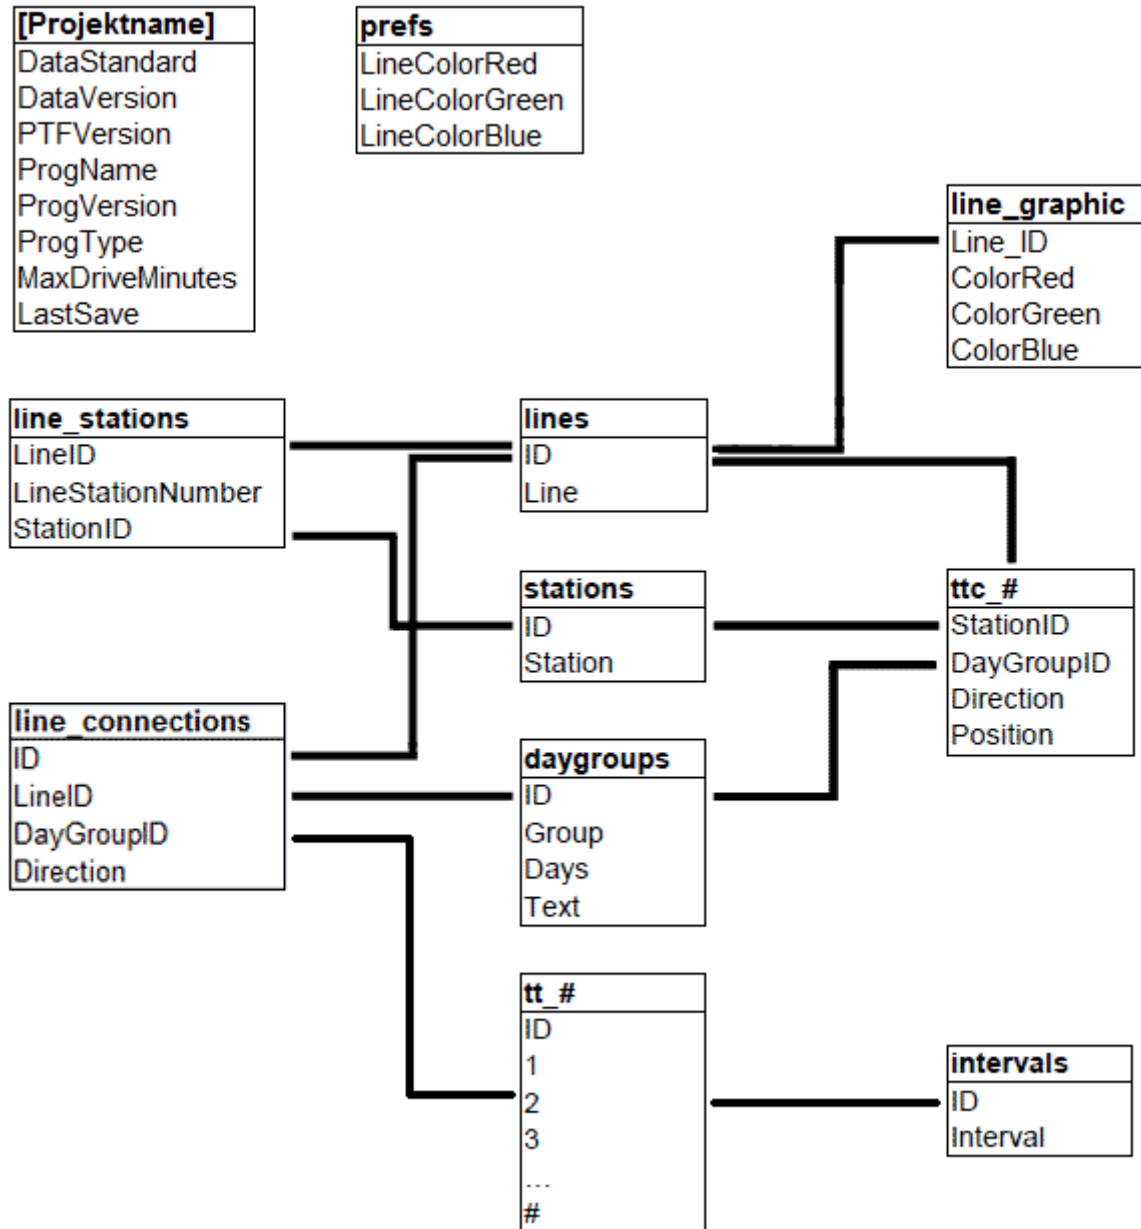 [Projektname]
DataStandard
DataVersion
PTFVersion
ProgName
ProgVersion
ProgType
MaxDriveMinutes
LastSave
prefs
LineColorRed
LineColorGreen
LineColorBlue
line_graphic
Line_ID
ColorRed
ColorGreen
ColorBlue
line_stations
LineID
LineStationNumber
StationID
lines
ID
Line
stations
ID
Station
ttc_#
StationID
DayGroupID
Direction
Position
line_connections
ID
LineID
DayGroupID
Direction
daygroups
ID
Group
Days
Text
tt_#
ID
1
2
3
...
#
intervals
ID
Interval